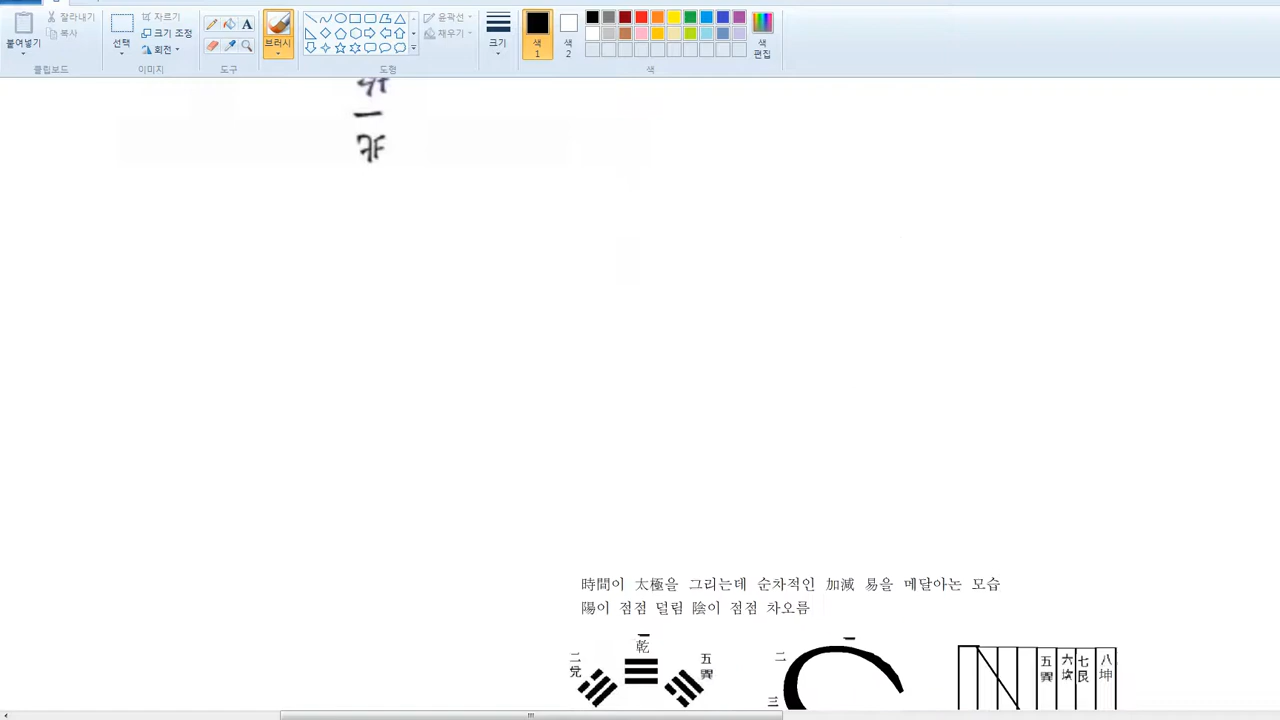 붙여넣기
잘라내기
복사
클립보드
선택
자르기
크기 조정
회전
이미지
A
도구
브러시
도형
윤곽선
채우기
크기
색
1
색
2
색
편집
색
一
北
時間이 太極을 그리는데 순차적인 加減 易을 메달아논 모습
陽이 점점 덜림 陰이 점점 차오름
乾
二兌
五巽
二
三
五巽
六坎
七艮
八坤